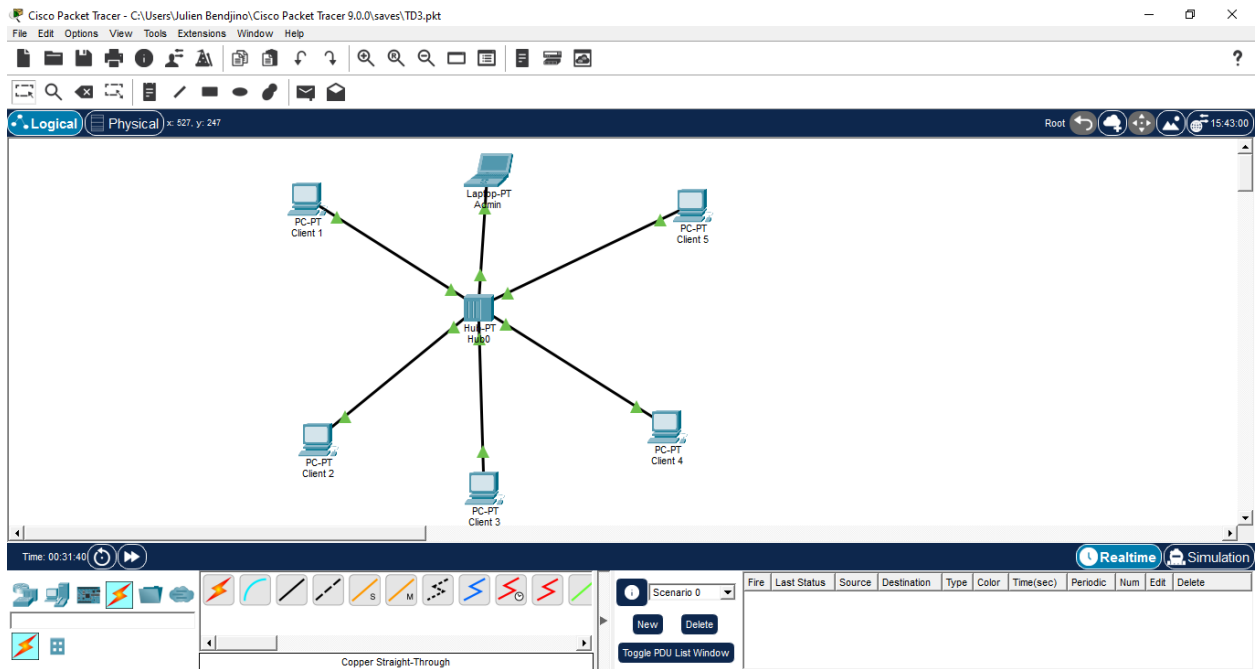 Cisco Packet Tracer - C:\Users\Julien Bendjino\Cisco Packet Tracer 9.0.0\saves\TD3.pkt
File Edit Options View Tools Extensions Window Help
?
Logical Physical x: 527, y: 247 Root 15:43:00
Laptop-PT
Admin
PC-PT
Client 1
PC-PT
Client 5
Hub-PT
Hub0
PC-PT
Client 2
PC-PT
Client 4
PC-PT
Client 3
Time: 00:31:40 Realtime Simulation
S M
Scenario 0
New Delete
Toggle PDU List Window
Fire Last Status Source Destination Type Color Time(sec) Periodic Num Edit Delete
Copper Straight-Through